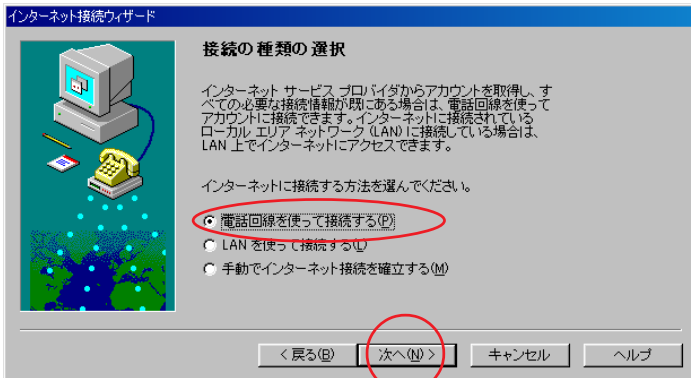 インターネット接続ウィザード
接続の種類の選択
インターネット サービス プロバイダからアカウントを取得し、す
べての必要な接続情報が既にある場合は、電話回線を使って
アカウントに接続できます。インターネットに接続されている
ローカル エリア ネットワーク (LAN) に接続している場合は、
LAN 上でインターネットにアクセスできます。
インターネットに接続する方法を選んでください。
電話回線を使って接続する(P)
LAN を使って接続する(L)
手動でインターネット接続を確立する(M)
< 戻る(B) 次へ(N) > キャンセル ヘルプ